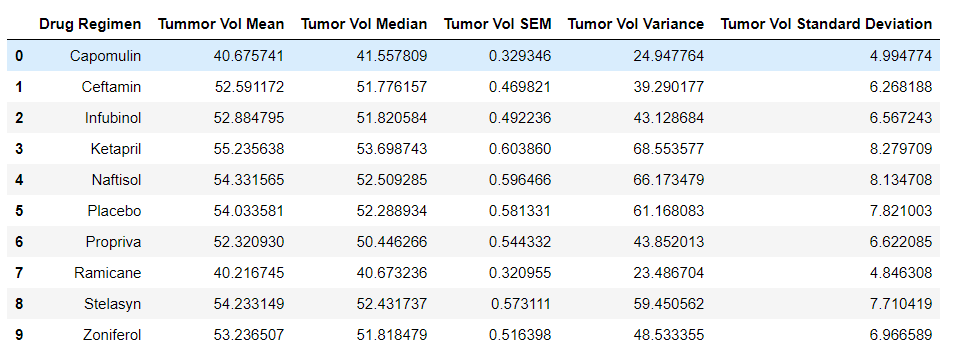 Drug Regimen Tummor Vol Mean Tumor Vol Median Tumor Vol SEM Tumor Vol Variance Tumor Vol Standard Deviation
0 Capomulin 40.675741 41.557809 0.329346 24.947764 4.994774
1 Ceftamin 52.591172 51.776157 0.469821 39.290177 6.268188
2 Infubinol 52.884795 51.820584 0.492236 43.128684 6.567243
3 Ketapril 55.235638 53.698743 0.603860 68.553577 8.279709
4 Naftisol 54.331565 52.509285 0.596466 66.173479 8.134708
5 Placebo 54.033581 52.288934 0.581331 61.168083 7.821003
6 Propriva 52.320930 50.446266 0.544332 43.852013 6.622085
7 Ramicane 40.216745 40.673236 0.320955 23.486704 4.846308
8 Stelasyn 54.233149 52.431737 0.573111 59.450562 7.710419
9 Zoniferol 53.236507 51.818479 0.516398 48.533355 6.966589